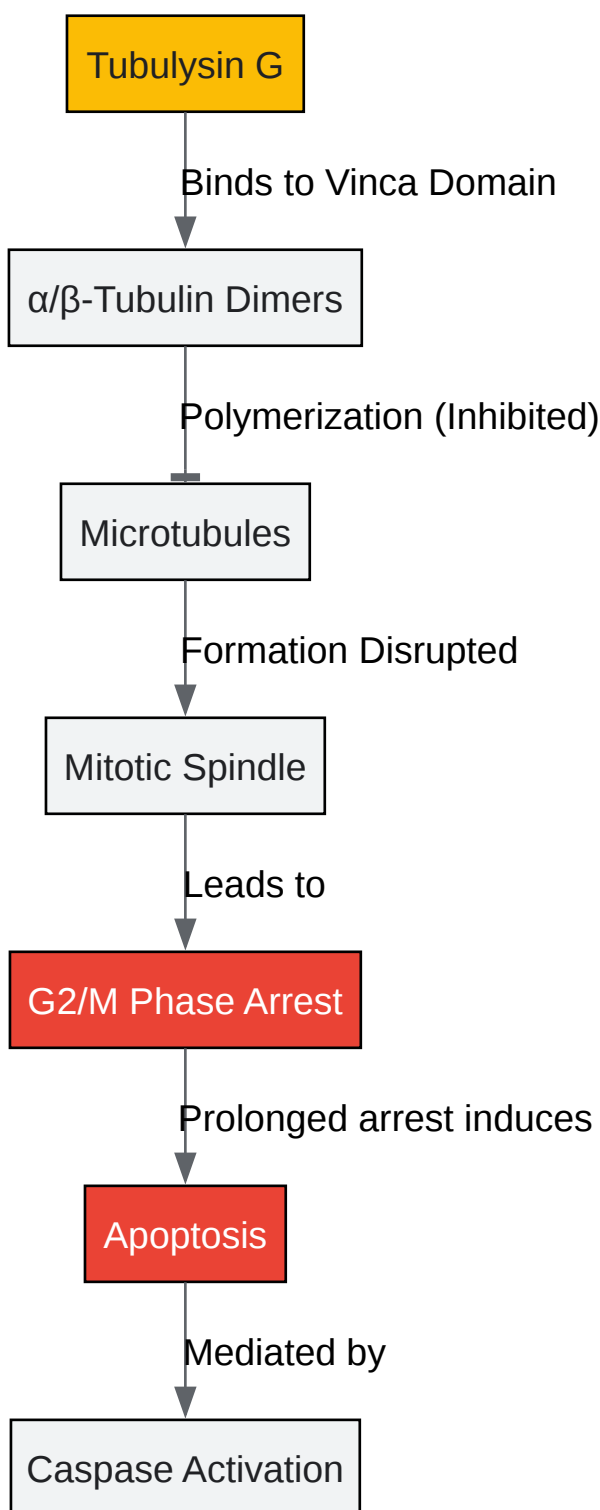 Tubulysin G
Binds to Vinca Domain
α/β-Tubulin Dimers
Polymerization (Inhibited)
Microtubules
Formation Disrupted
Mitotic Spindle
Leads to
G2/M Phase Arrest
Prolonged arrest induces
Apoptosis
Mediated by
Caspase Activation